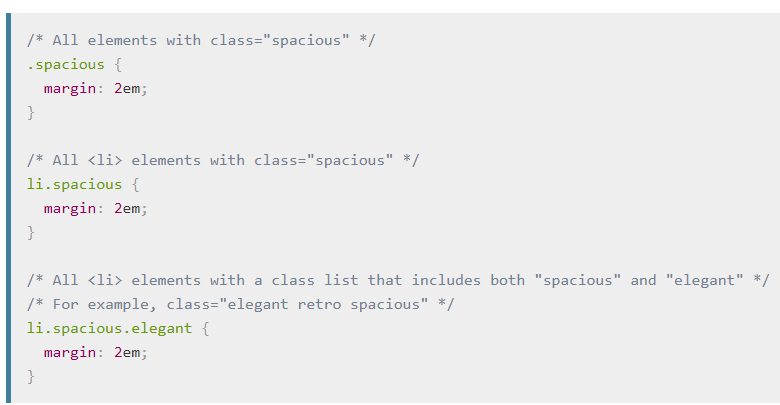 /* All elements with class="spacious" */
.spacious {
  margin: 2em;
}

/* All <li> elements with class="spacious" */
li.spacious {
  margin: 2em;
}

/* All <li> elements with a class list that includes both "spacious" and "elegant" */
/* For example, class="elegant retro spacious" */
li.spacious.elegant {
  margin: 2em;
}